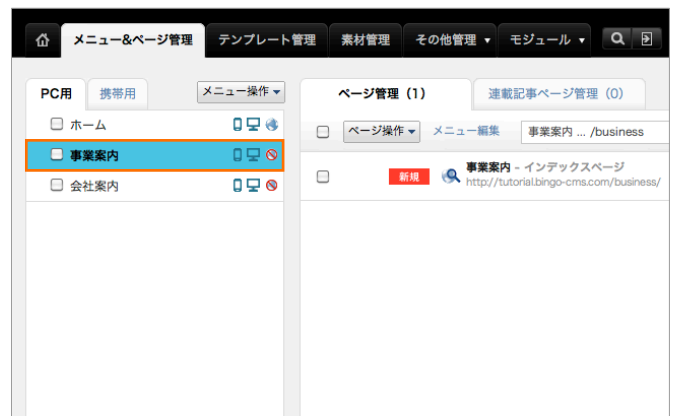 メニュー&ページ管理 テンプレート管理 素材管理 その他管理 ▼ モジュール ▼
PC用 携帯用 メニュー操作▼
ホーム
事業案内
会社案内
ページ管理（1） 連載記事ページ管理（0）
ページ操作▼ メニュー編集 事業案内 ... /business
新規 事業案内 - インデックスページ
http://tutorial.bingo-cms.com/business/